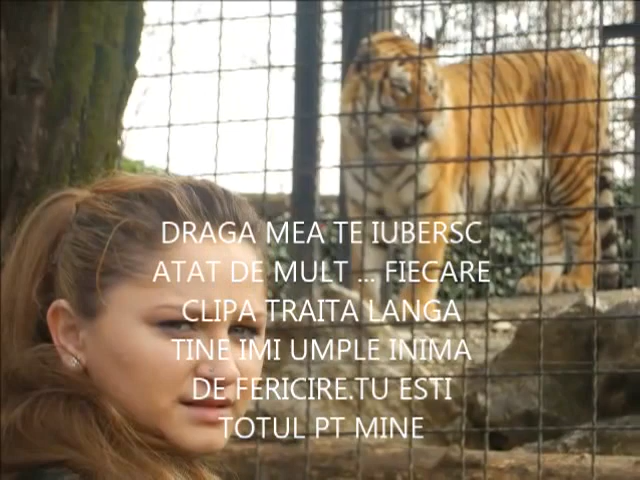 DRAGA MEA TE IUBERSC
ATAT DE MULT ... FIECARE
CLIPA TRAITA LANGA
TINE IMI UMPLE INIMA
DE FERICIRE.TU ESTI
TOTUL PT MINE